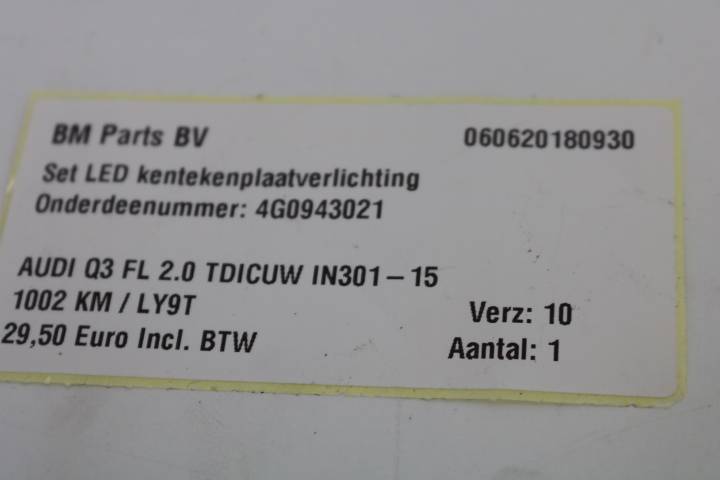 BM Parts BV 060620180930
Set LED kentekenplaatverlichting
Onderdeenummer: 4G0943021
AUDI Q3 FL 2.0 TDICUW IN301-15
1002 KM / LY9T Verz: 10
29,50 Euro Incl. BTW Aantal: 1